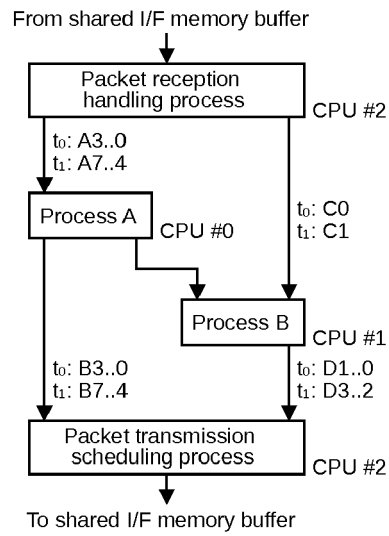 From shared I/F memory buffer
Packet reception
handling process
CPU #2
t₀: A3..0
t₁: A7..4
Process A
CPU #0
t₀: C0
t₁: C1
Process B
CPU #1
t₀: B3..0
t₁: B7..4
t₀: D1..0
t₁: D3..2
Packet transmission
scheduling process
CPU #2
To shared I/F memory buffer